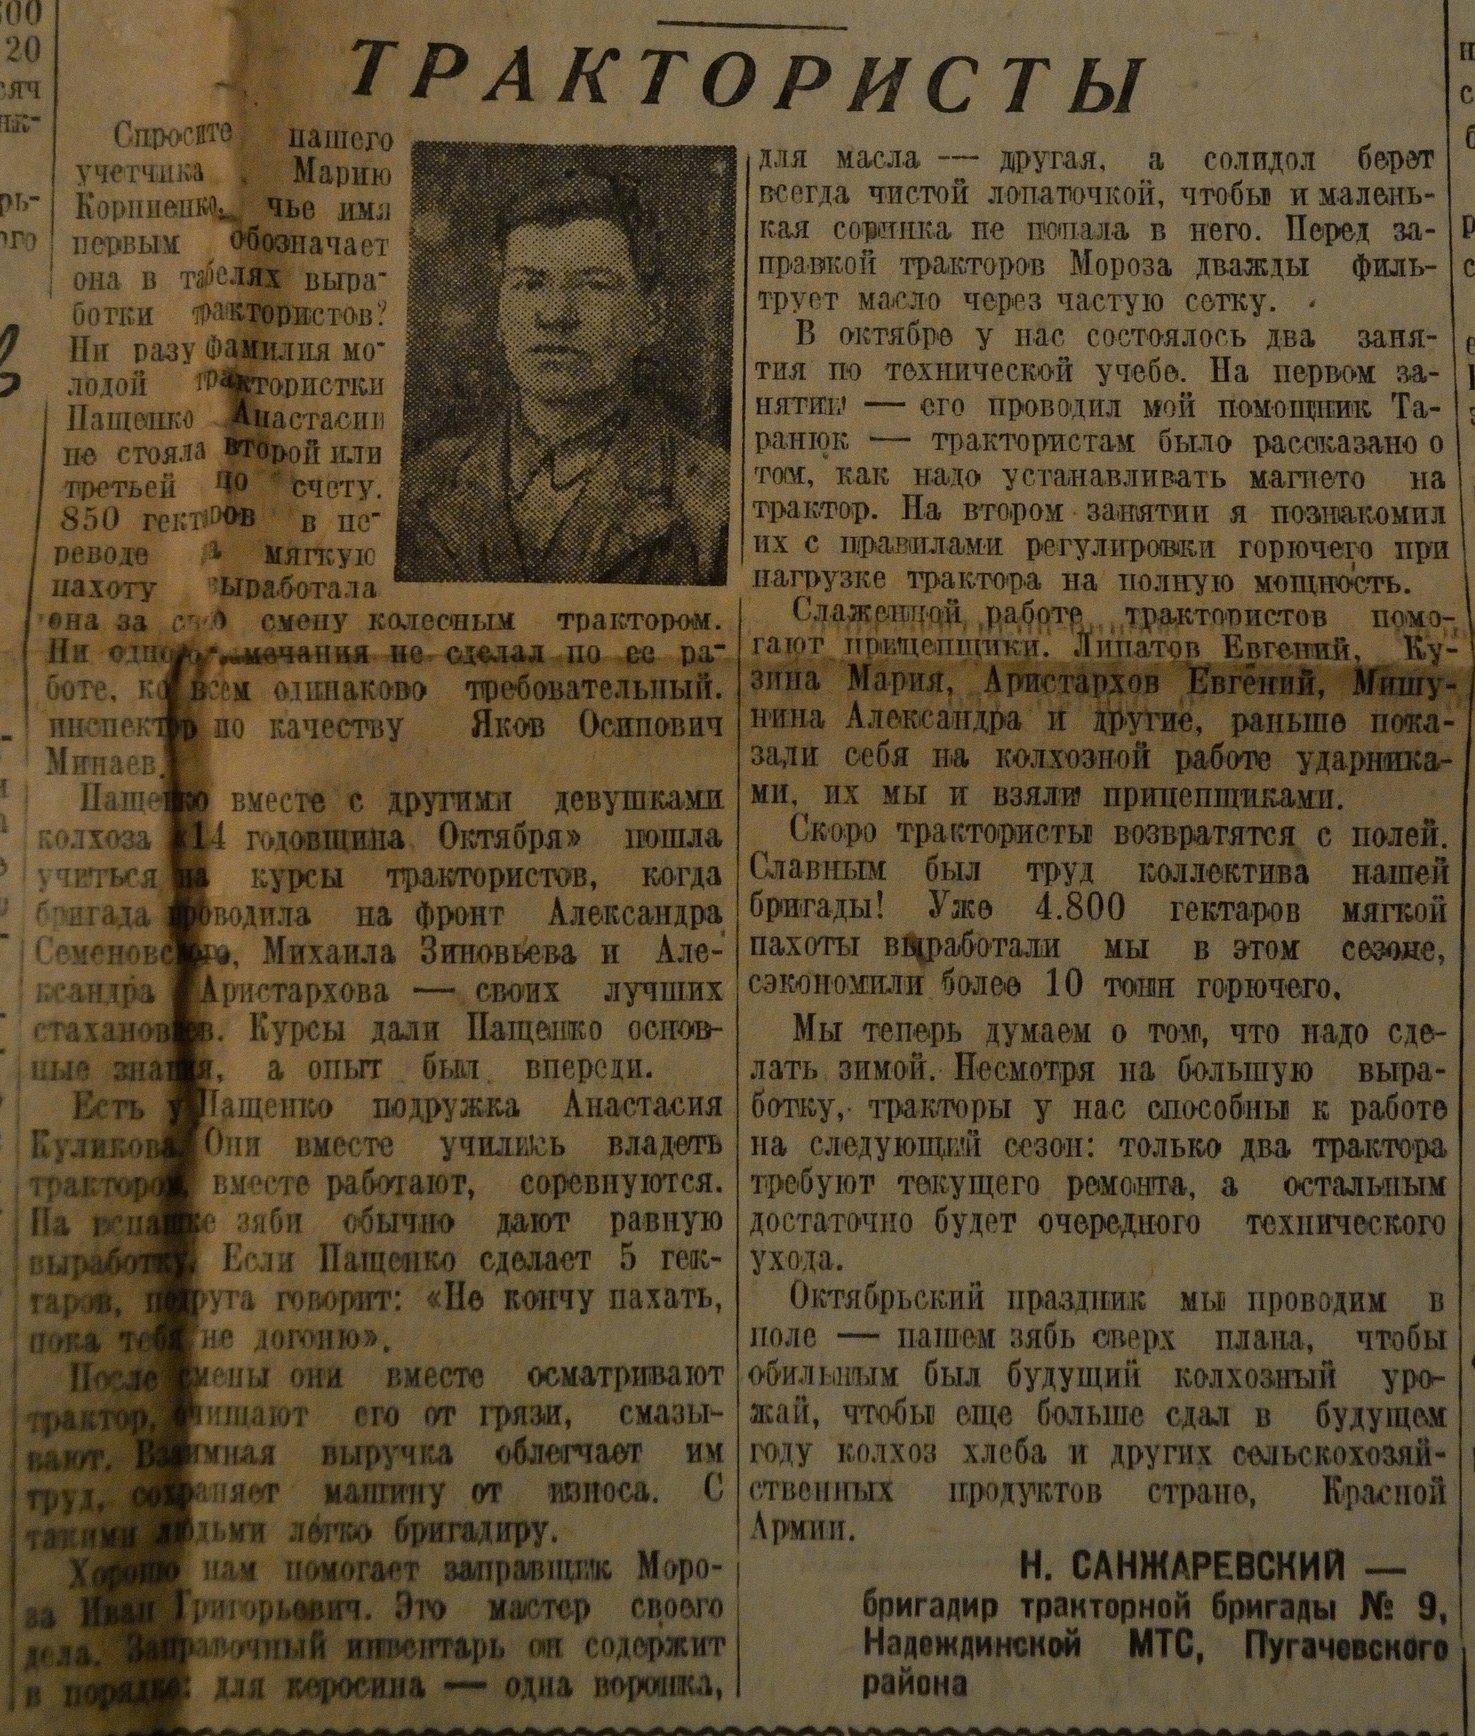 ТРАКТОРИСТЫ
Спросите нашего
учетчика Марию
Корниенко, чье имя
первым обозначает
она в табелях выра-
ботки трактористов?
Ни разу фамилия мо-
лодой трактористки
Пащенко Анастасии
не стояла второй или
третьей по счету.
850 гектаров в пе-
реводе на мягкую
пахоту выработала
она за свою смену колесным трактором.
Ни одного замечания не сделал по ее ра-
боте, ко всем одинаково требовательный.
инспектор по качеству Яков Осипович
Минаев.
Пащенко вместе с другими девушками
колхоза «14 годовщина Октября» пошла
учиться на курсы трактористов, когда
бригада проводила на фронт Александра
Семеновского, Михаила Зиновьева и Але-
ксандра Аристархова — своих лучших
стахановцев. Курсы дали Пащенко основ-
ные знания, а опыт был впереди.
Есть у Пащенко подружка Анастасия
Куликова. Они вместе учились владеть
трактором, вместе работают, соревнуются.
На вспашке зяби обычно дают равную
выработку. Если Пащенко сделает 5 гек-
таров, подруга говорит: «Не кончу пахать,
пока тебя не догоню».
После смены они вместе осматривают
трактор, очищают его от грязи, смазы-
вают. Взаимная выручка облегчает им
труд, сохраняет машину от износа. С
такими людьми легко бригадиру.
Хорошо нам помогает заправщик Моро-
за Иван Григорьевич. Это мастер своего
дела. Заправочный инвентарь он содержит
в порядке: для керосина — одна воронка,
для масла — другая, а солидол берет
всегда чистой лопаточкой, чтобы и малень-
кая соринка не попала в него. Перед за-
правкой тракторов Мороза дважды филь-
трует масло через частую сетку.
В октябре у нас состоялось два заня-
тия по технической учебе. На первом за-
нятии — его проводил мой помощник Та-
ранюк — трактористам было рассказано о
том, как надо устанавливать магнето на
трактор. На втором занятии я познакомил
их с правилами регулировки горючего при
нагрузке трактора на полную мощность.
Слаженной работе трактористов помо-
гают прицепщики. Липатов Евгений, Ку-
зина Мария, Аристархов Евгений, Мишу-
нина Александра и другие, раньше пока-
зали себя на колхозной работе ударника-
ми, их мы и взяли прицепщиками.
Скоро трактористы возвратятся с полей.
Славным был труд коллектива нашей
бригады! Уже 4.800 гектаров мягкой
пахоты выработали мы в этом сезоне,
сэкономили более 10 тонн горючего.
Мы теперь думаем о том, что надо сде-
лать зимой. Несмотря на большую выра-
ботку, тракторы у нас способны к работе
на следующий сезон: только два трактора
требуют текущего ремонта, а остальным
достаточно будет очередного технического
ухода.
Октябрьский праздник мы проводим в
поле — пашем зябь сверх плана, чтобы
обильным был будущий колхозный уро-
жай, чтобы еще больше сдал в будущем
году колхоз хлеба и других сельскохозяй-
ственных продуктов стране, Красной
Армии.
Н. САНЖАРЕВСКИЙ —
бригадир тракторной бригады № 9,
Надеждинской МТС, Пугачевского
района